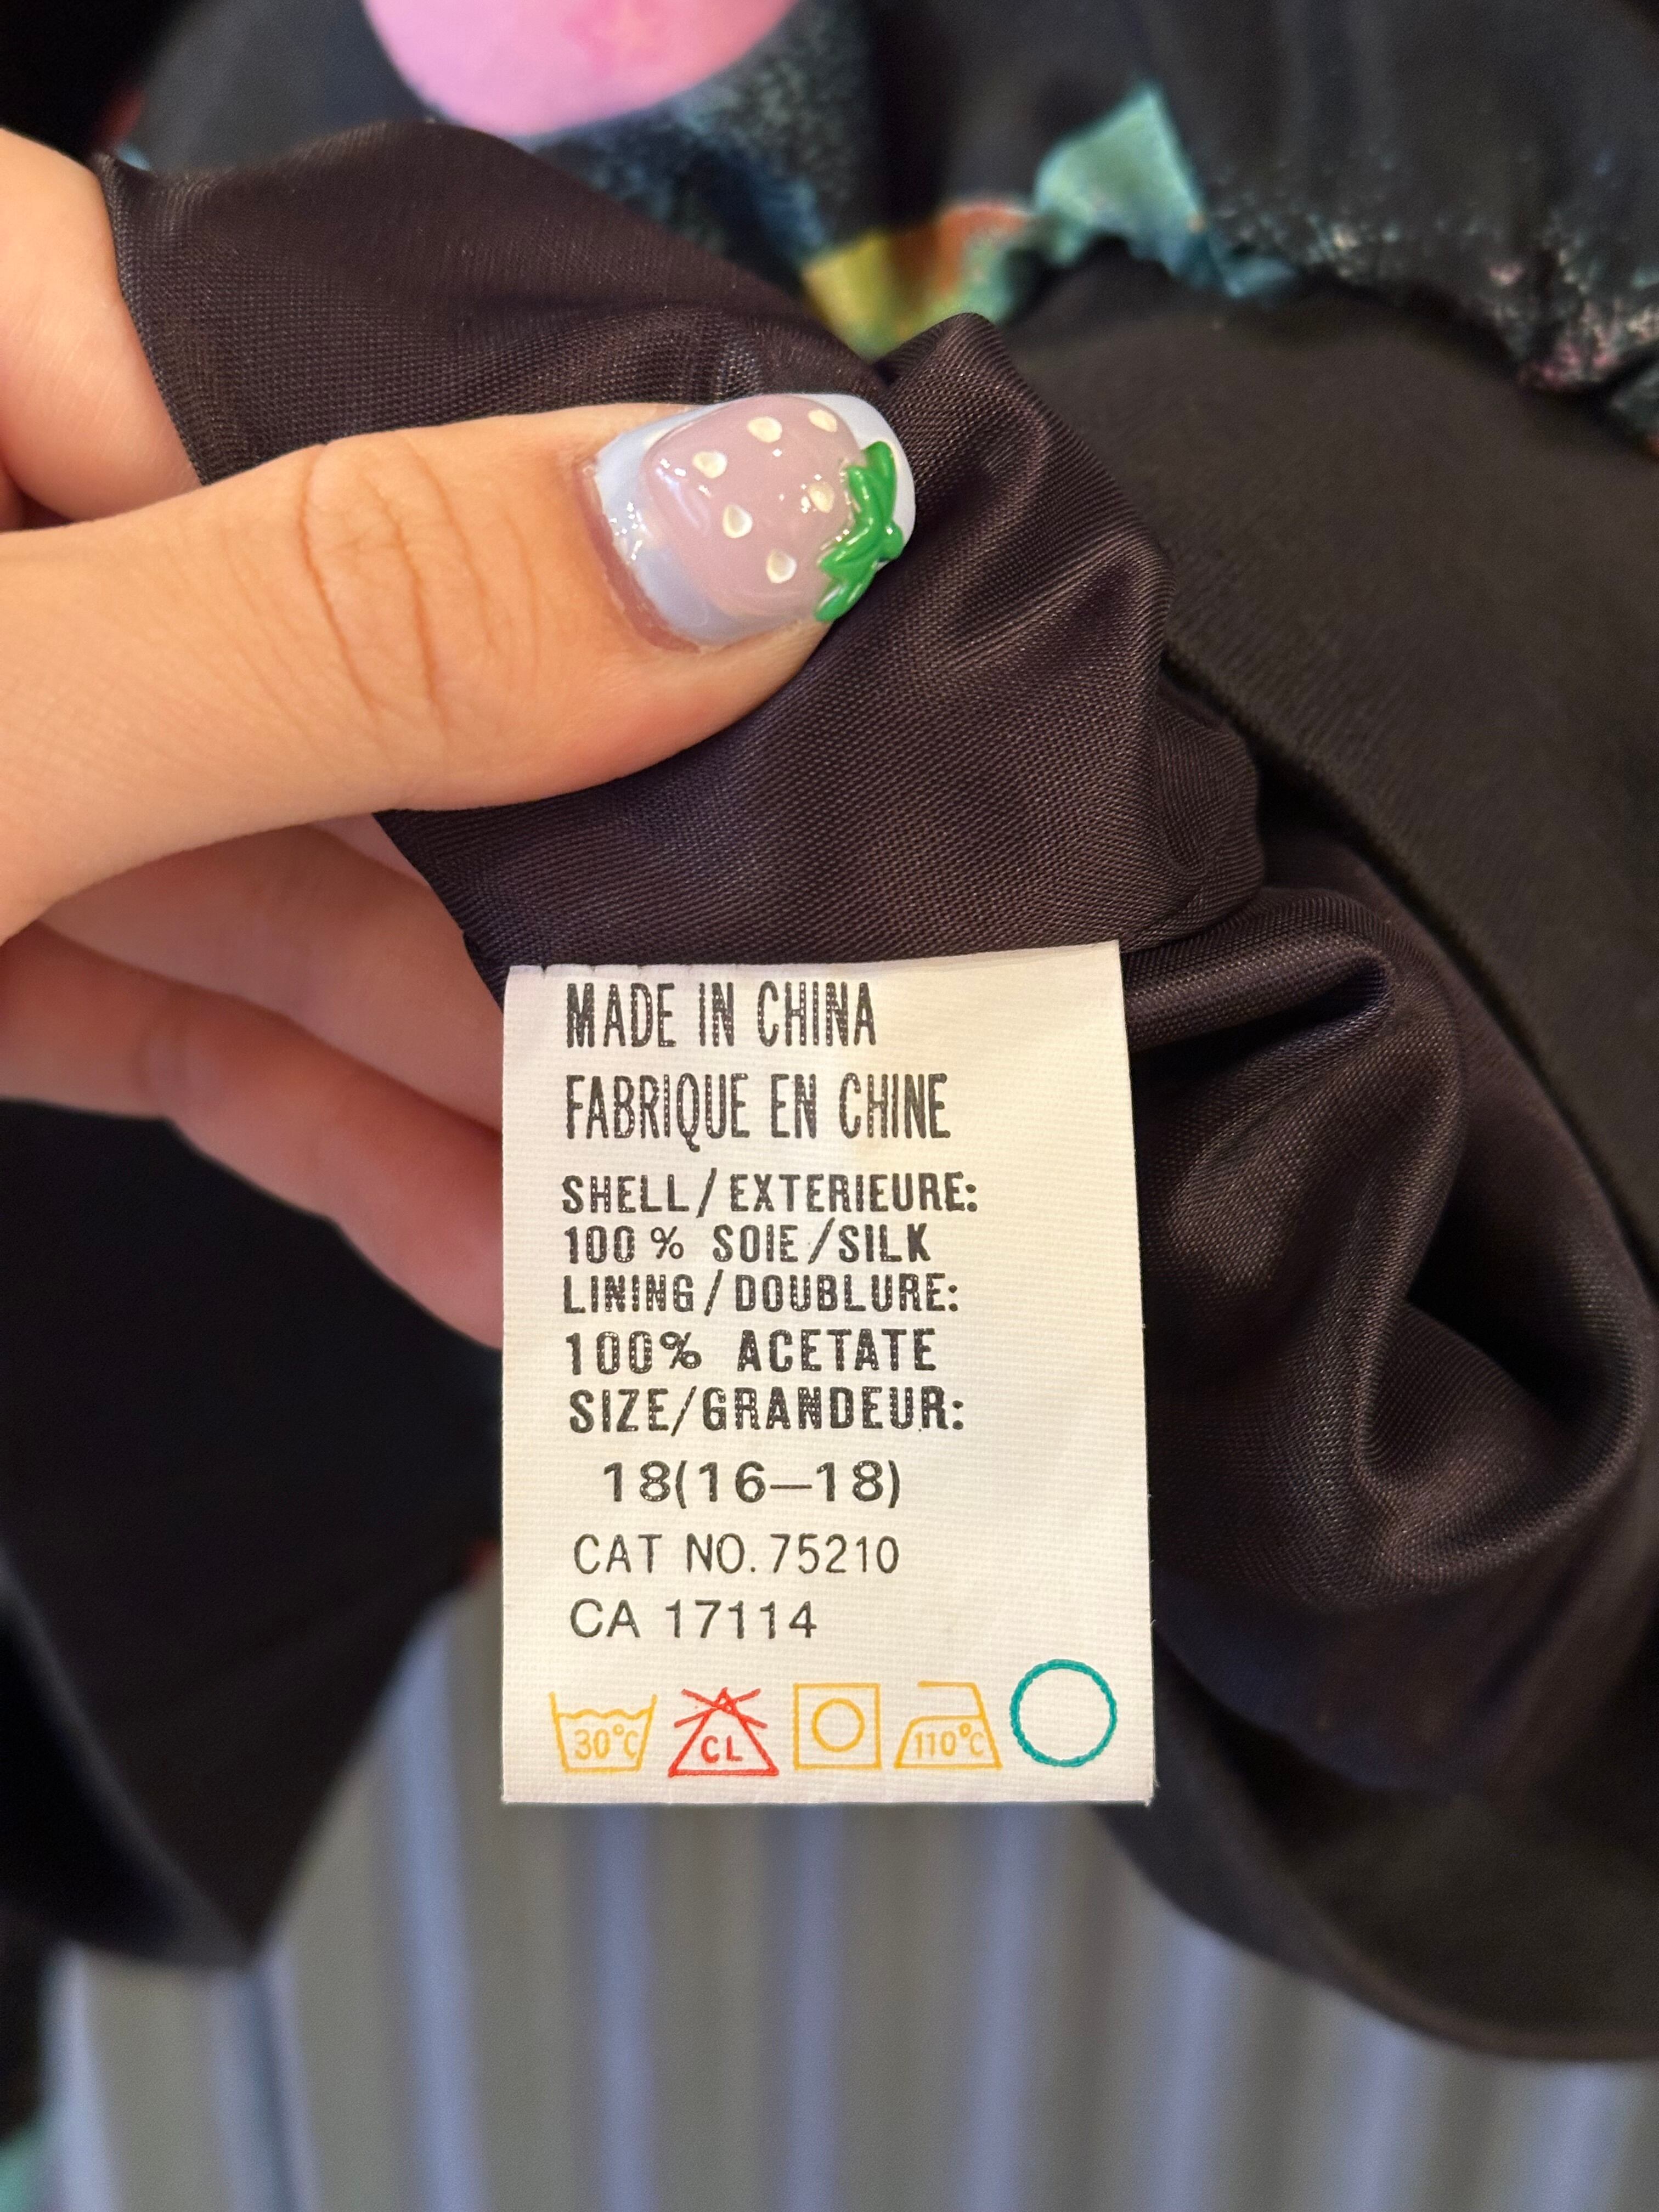 MADE IN CHINA
FABRIQUE EN CHINE
SHELL/EXTERIEURE:
100% SOIE/SILK
LINING/DOUBLURE:
100% ACETATE
SIZE/GRANDEUR:
18(16—18)
CAT NO. 75210
CA 17114
30°C CL 110°C